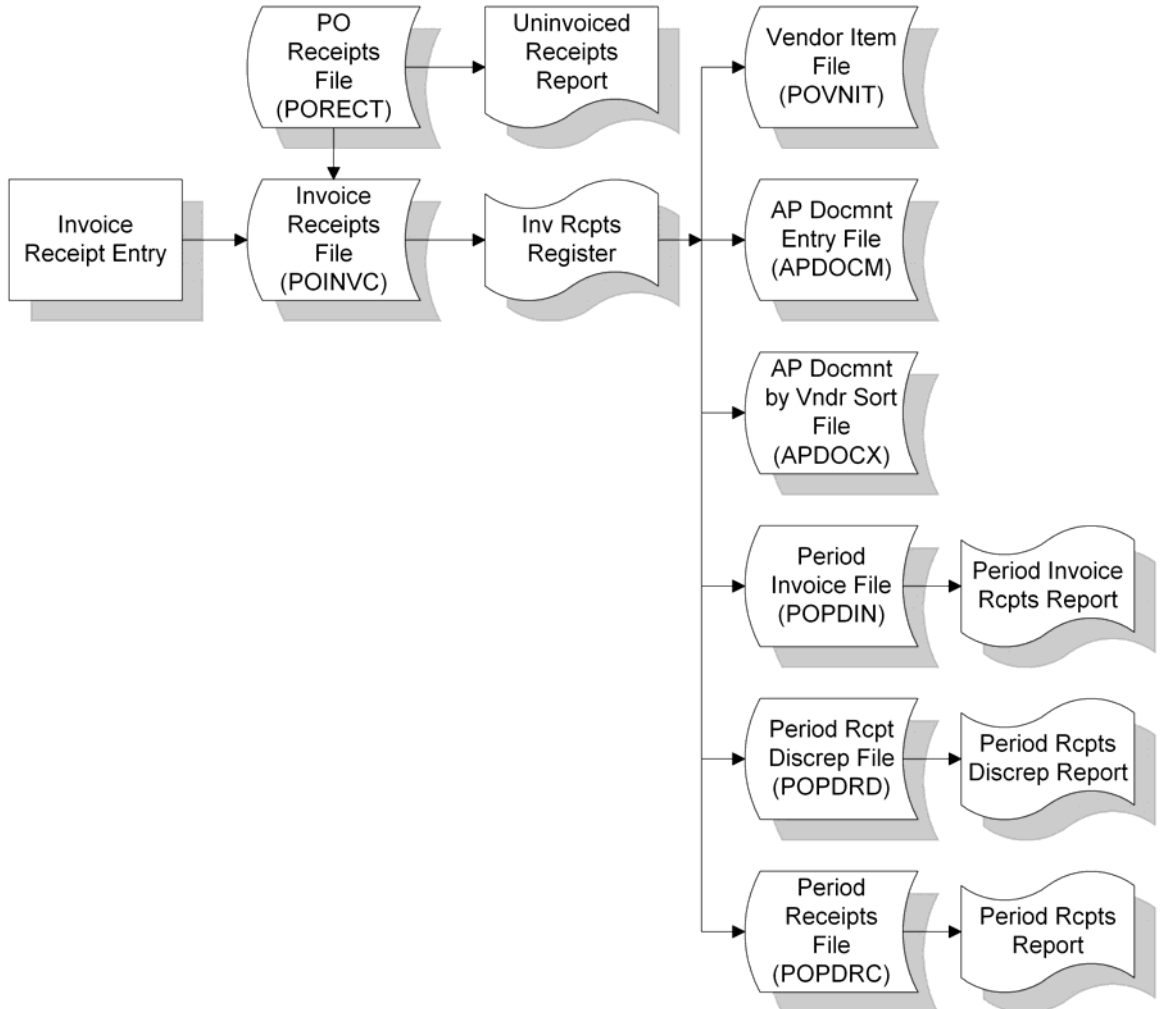 PO
Receipts
File
(PORECT)
Uninvoiced
Receipts
Report
Vendor Item
File
(POVNIT)
Invoice
Receipt Entry
Invoice
Receipts
File
(POINVC)
Inv Rcpts
Register
AP Docmnt
Entry File
(APDOCM)
AP Docmnt
by Vndr Sort
File
(APDOCX)
Period
Invoice File
(POPDIN)
Period Invoice
Rcpts Report
Period Rcpt
Discrep File
(POPDRD)
Period Rcpts
Discrep Report
Period
Receipts
File
(POPDRC)
Period Rcpts
Report